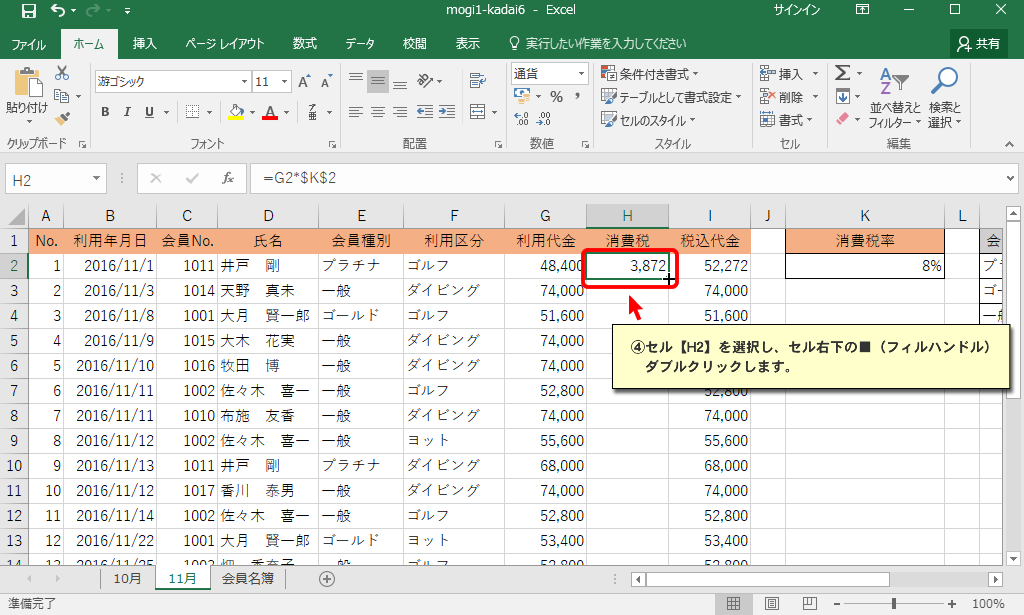 mogi1-kadai6 - Excel サインイン
ファイル ホーム 挿入 ページ レイアウト 数式 データ 校閲 表示 実行したい作業を入力してください 共有
貼り付け 游ゴシック 11 A A 通貨 条件付き書式 挿入 Σ 並べ替えと フィルター 検索と 選択
B I U A % , テーブルとして書式設定 削除
セルのスタイル 書式
クリップボード フォント 配置 数値 スタイル セル 編集
H2 fx =G2*$K$2
A B C D E F G H I J K L
1 No. 利用年月日 会員No. 氏名 会員種別 利用区分 利用代金 消費税 税込代金 消費税率 会
2 1 2016/11/1 1011 井戸　剛 プラチナ ゴルフ 48,400 3,872 52,272 8% プラ
3 2 2016/11/3 1014 天野　真未 一般 ダイビング 74,000 74,000 ゴー
4 3 2016/11/8 1001 大月　賢一郎 ゴールド ゴルフ 51,600 51,600 一般
5 4 2016/11/9 1015 大木　花実 一般 ダイビング 74,000
6 5 2016/11/10 1016 牧田　博 一般 ダイビング 74,000
④セル【H2】を選択し、セル右下の■（フィルハンドル）
ダブルクリックします。
7 6 2016/11/11 1002 佐々木　喜一 一般 ゴルフ 52,800 52,800
8 7 2016/11/11 1010 布施　友香 一般 ダイビング 74,000 74,000
9 8 2016/11/12 1002 佐々木　喜一 一般 ヨット 55,600 55,600
10 9 2016/11/13 1011 井戸　剛 プラチナ ダイビング 68,000 68,000
11 10 2016/11/12 1017 香川　泰男 一般 ダイビング 74,000 74,000
12 11 2016/11/14 1002 佐々木　喜一 一般 ゴルフ 52,800 52,800
13 12 2016/11/22 1001 大月　賢一郎 ゴールド ヨット 53,400 53,400
10月 11月 会員名簿
準備完了 100%